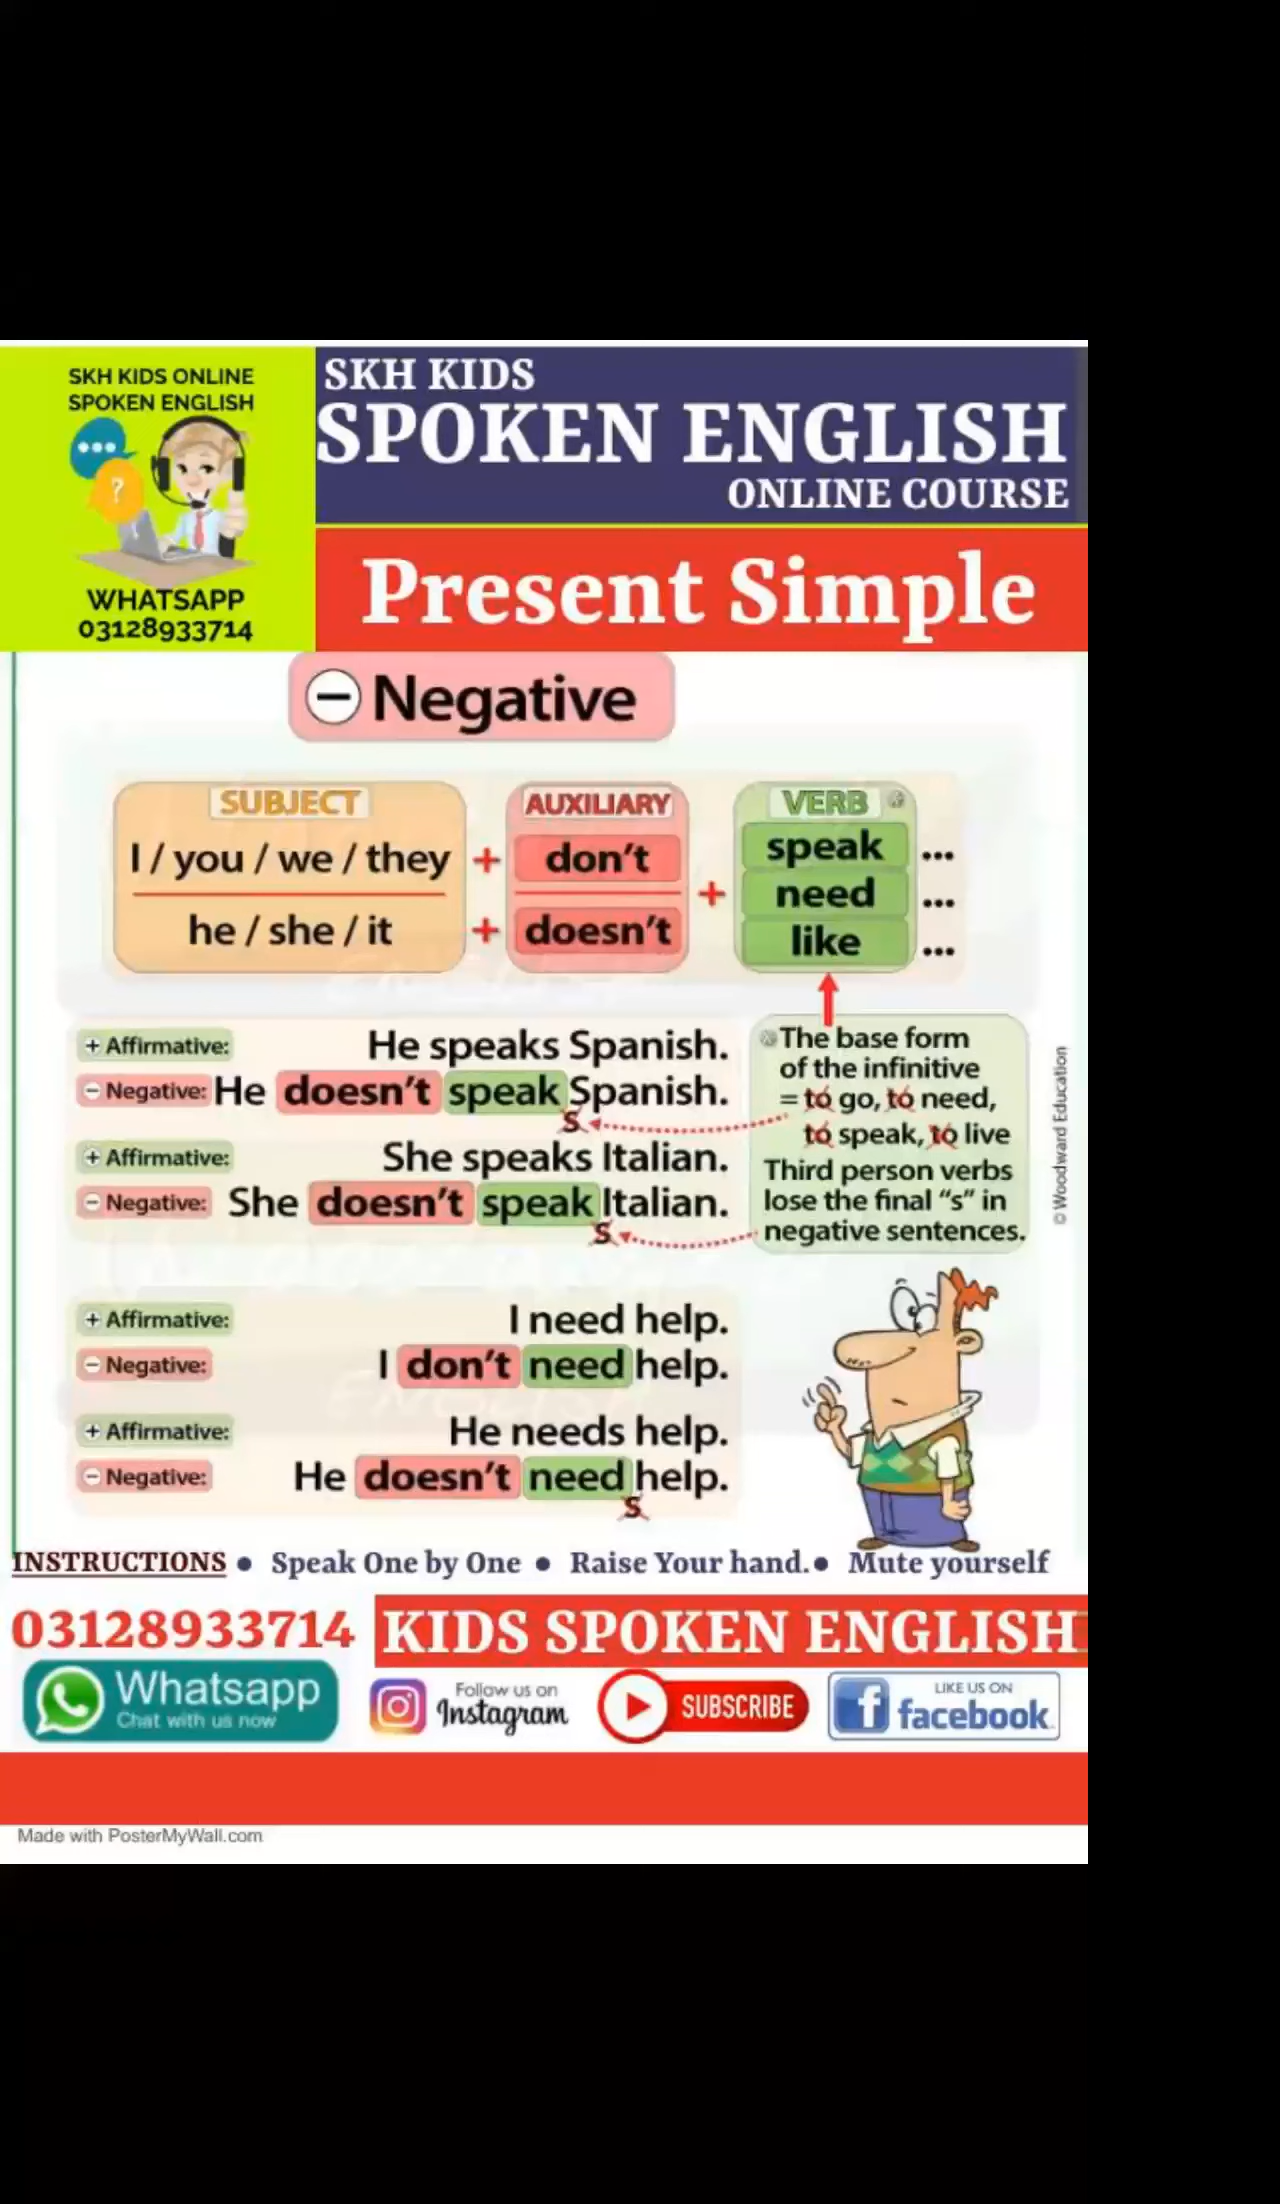 SKH KIDS ONLINE
SPOKEN ENGLISH
?
WHATSAPP
03128933714
SKH KIDS
SPOKEN ENGLISH
ONLINE COURSE
Present Simple
Negative
SUBJECT AUXILIARY VERB
I / you / we / they + don't speak ...
+ need ...
he / she / it + doesn't like ...
+ Affirmative: He speaks Spanish.
- Negative: He doesn't speak Spanish.
s
+ Affirmative: She speaks Italian.
- Negative: She doesn't speak Italian.
s
The base form
of the infinitive
= to go, to need,
to speak, to live
Third person verbs
lose the final "s" in
negative sentences.
© Woodward Education
+ Affirmative: I need help.
- Negative: I don't need help.
+ Affirmative: He needs help.
- Negative: He doesn't need help.
s
INSTRUCTIONS • Speak One by One • Raise Your hand. • Mute yourself
03128933714 KIDS SPOKEN ENGLISH
Whatsapp
Chat with us now
Follow us on
Instagram
SUBSCRIBE
LIKE US ON
facebook
Made with PosterMyWall.com